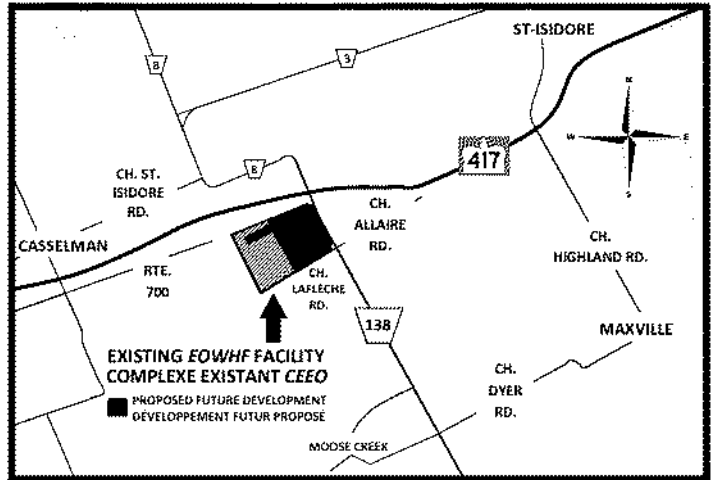 ST-ISIDORE
8
3
N
W
E
S
417
8
CH. ST.
ISIDORE
RD.
CH.
ALLAIRE
RD.
CH.
HIGHLAND RD.
CASSELMAN
RTE.
700
CH.
LAFLÈCHE
RD.
138
MAXVILLE
EXISTING EOWHF FACILITY
COMPLEXE EXISTANT CEEO
PROPOSED FUTURE DEVELOPMENT
DÉVELOPPEMENT FUTUR PROPOSÉ
CH.
DYER
RD.
MOOSE CREEK